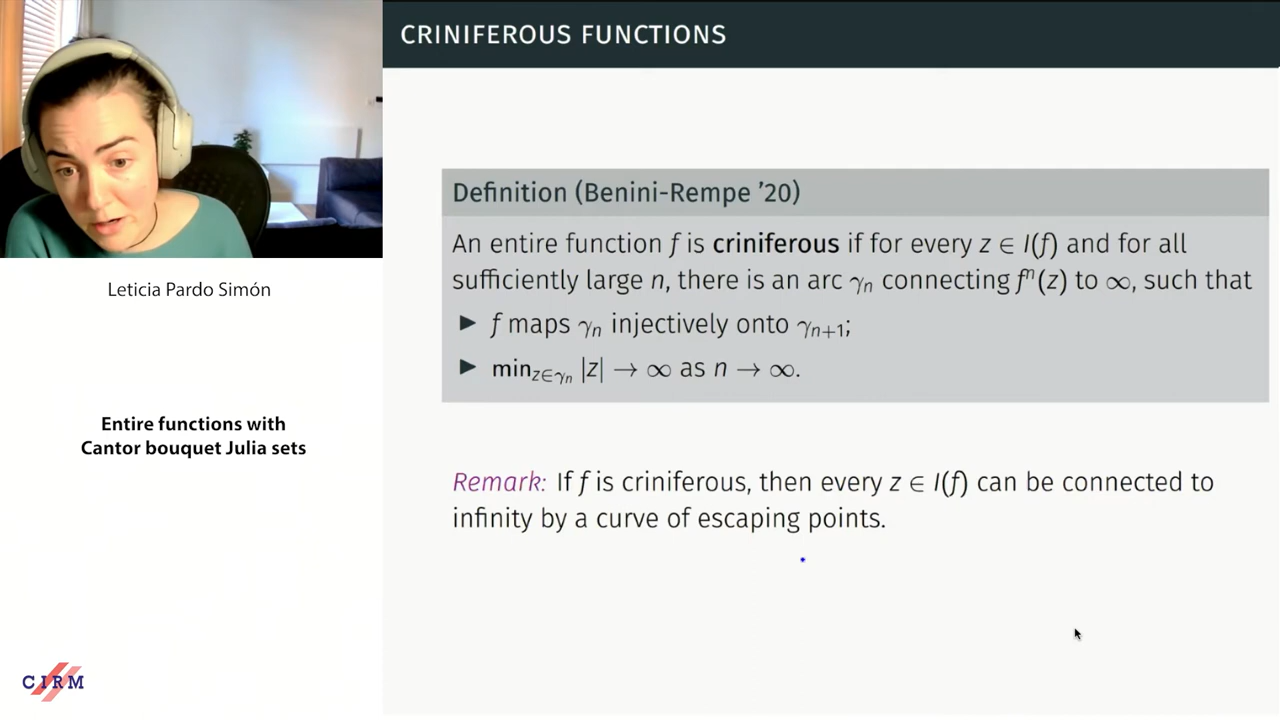 CRINIFEROUS FUNCTIONS
Definition (Benini-Rempe '20)
An entire function f is criniferous if for every z ∈ I(f) and for all
sufficiently large n, there is an arc γₙ connecting fⁿ(z) to ∞, such that
▶ f maps γₙ injectively onto γₙ₊₁;
▶ min_{z∈γₙ} |z| → ∞ as n → ∞.
Remark: If f is criniferous, then every z ∈ I(f) can be connected to
infinity by a curve of escaping points.
Leticia Pardo Simón
Entire functions with
Cantor bouquet Julia sets
CIRM